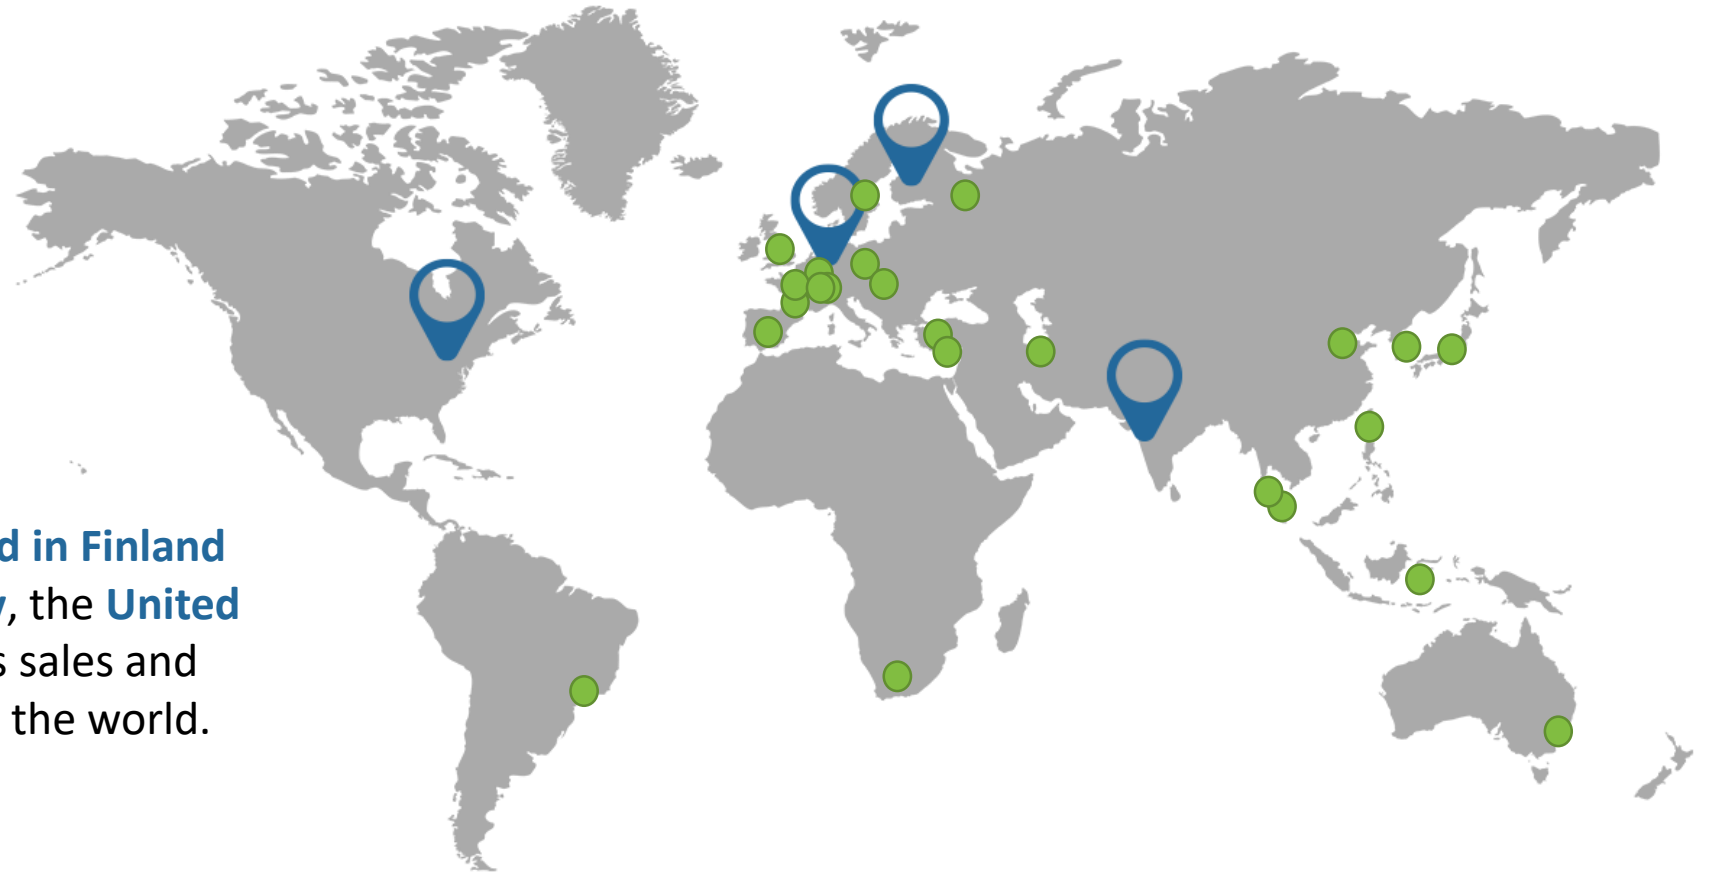 d in Finland
, the United
s sales and
the world.